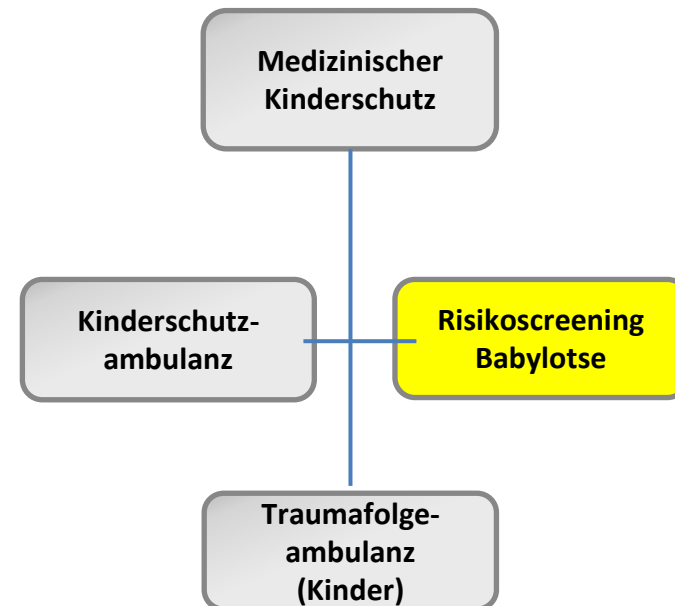 Medizinischer
Kinderschutz
Kinderschutz-
ambulanz
Risikoscreening
Babylotse
Traumafolge-
ambulanz
(Kinder)